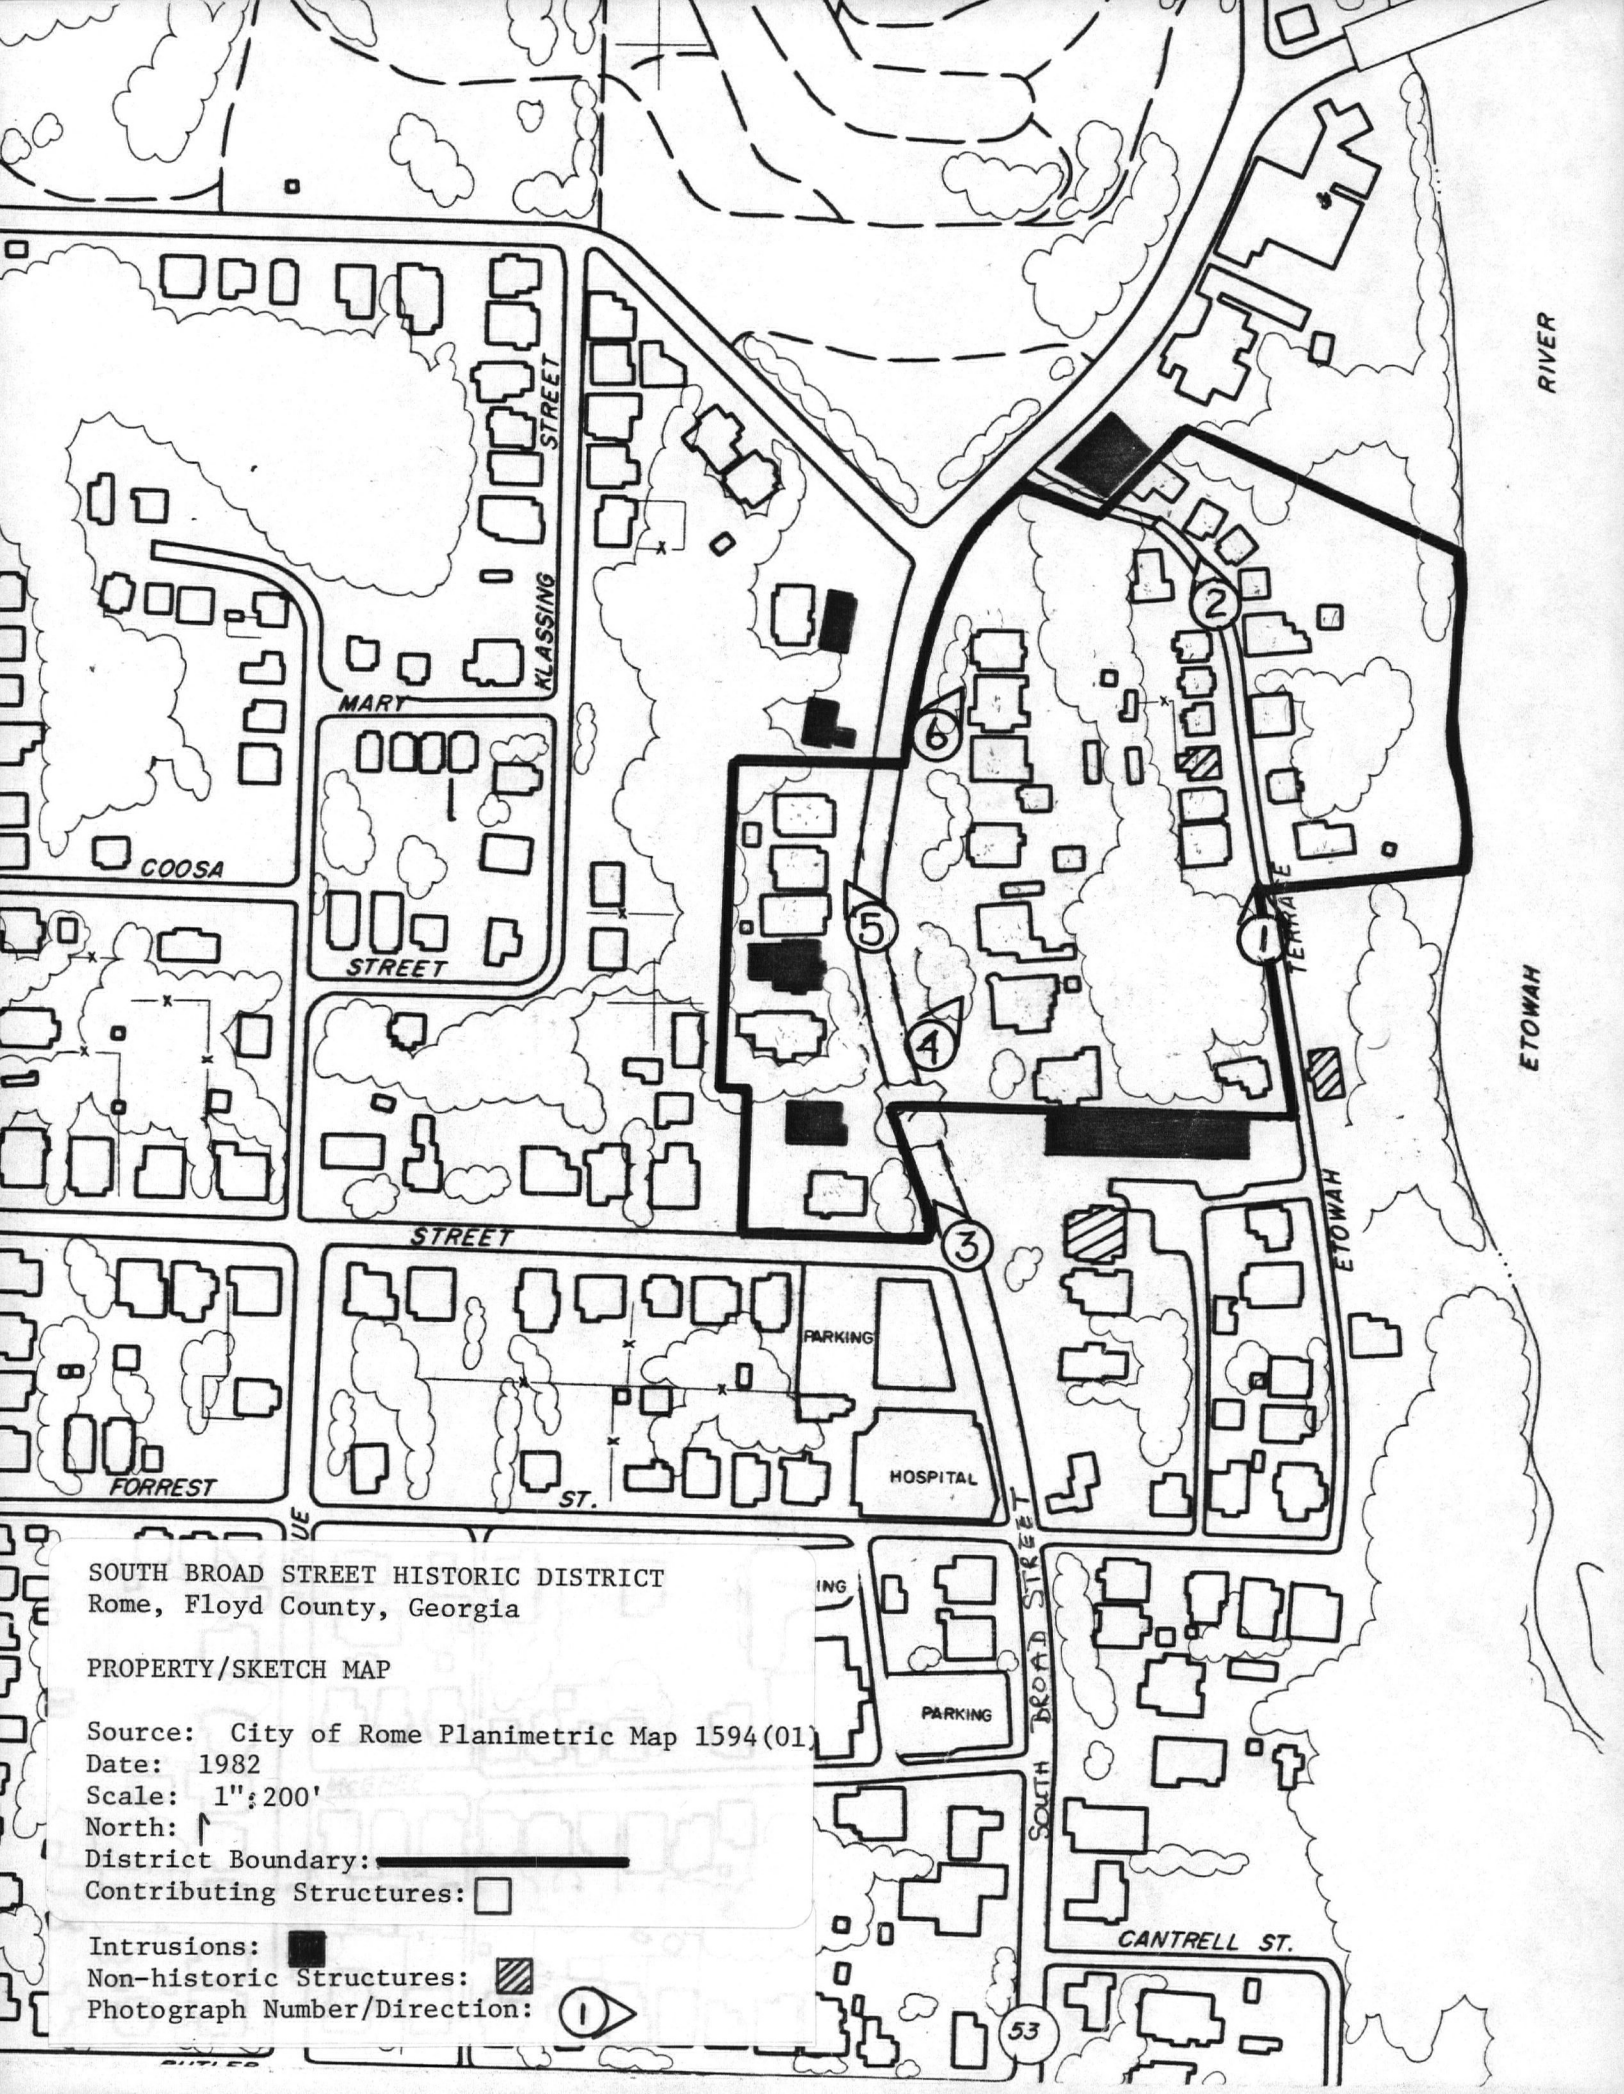 RIVER
STREET
KLASSING
2
MARY
6
COOSA
TERRACE
5
1
STREET
ETOWAH
4
ETOWAH
STREET
3
PARKING
HOSPITAL
FORREST
ST.
UE
SOUTH BROAD STREET HISTORIC DISTRICT
Rome, Floyd County, Georgia
ING
PROPERTY/SKETCH MAP
SOUTH BROAD STREET
PARKING
Source: City of Rome Planimetric Map 1594(01)
Date: 1982
Scale: 1":200'
North:
District Boundary:
Contributing Structures:
Intrusions:
CANTRELL ST.
Non-historic Structures:
Photograph Number/Direction: 1
53